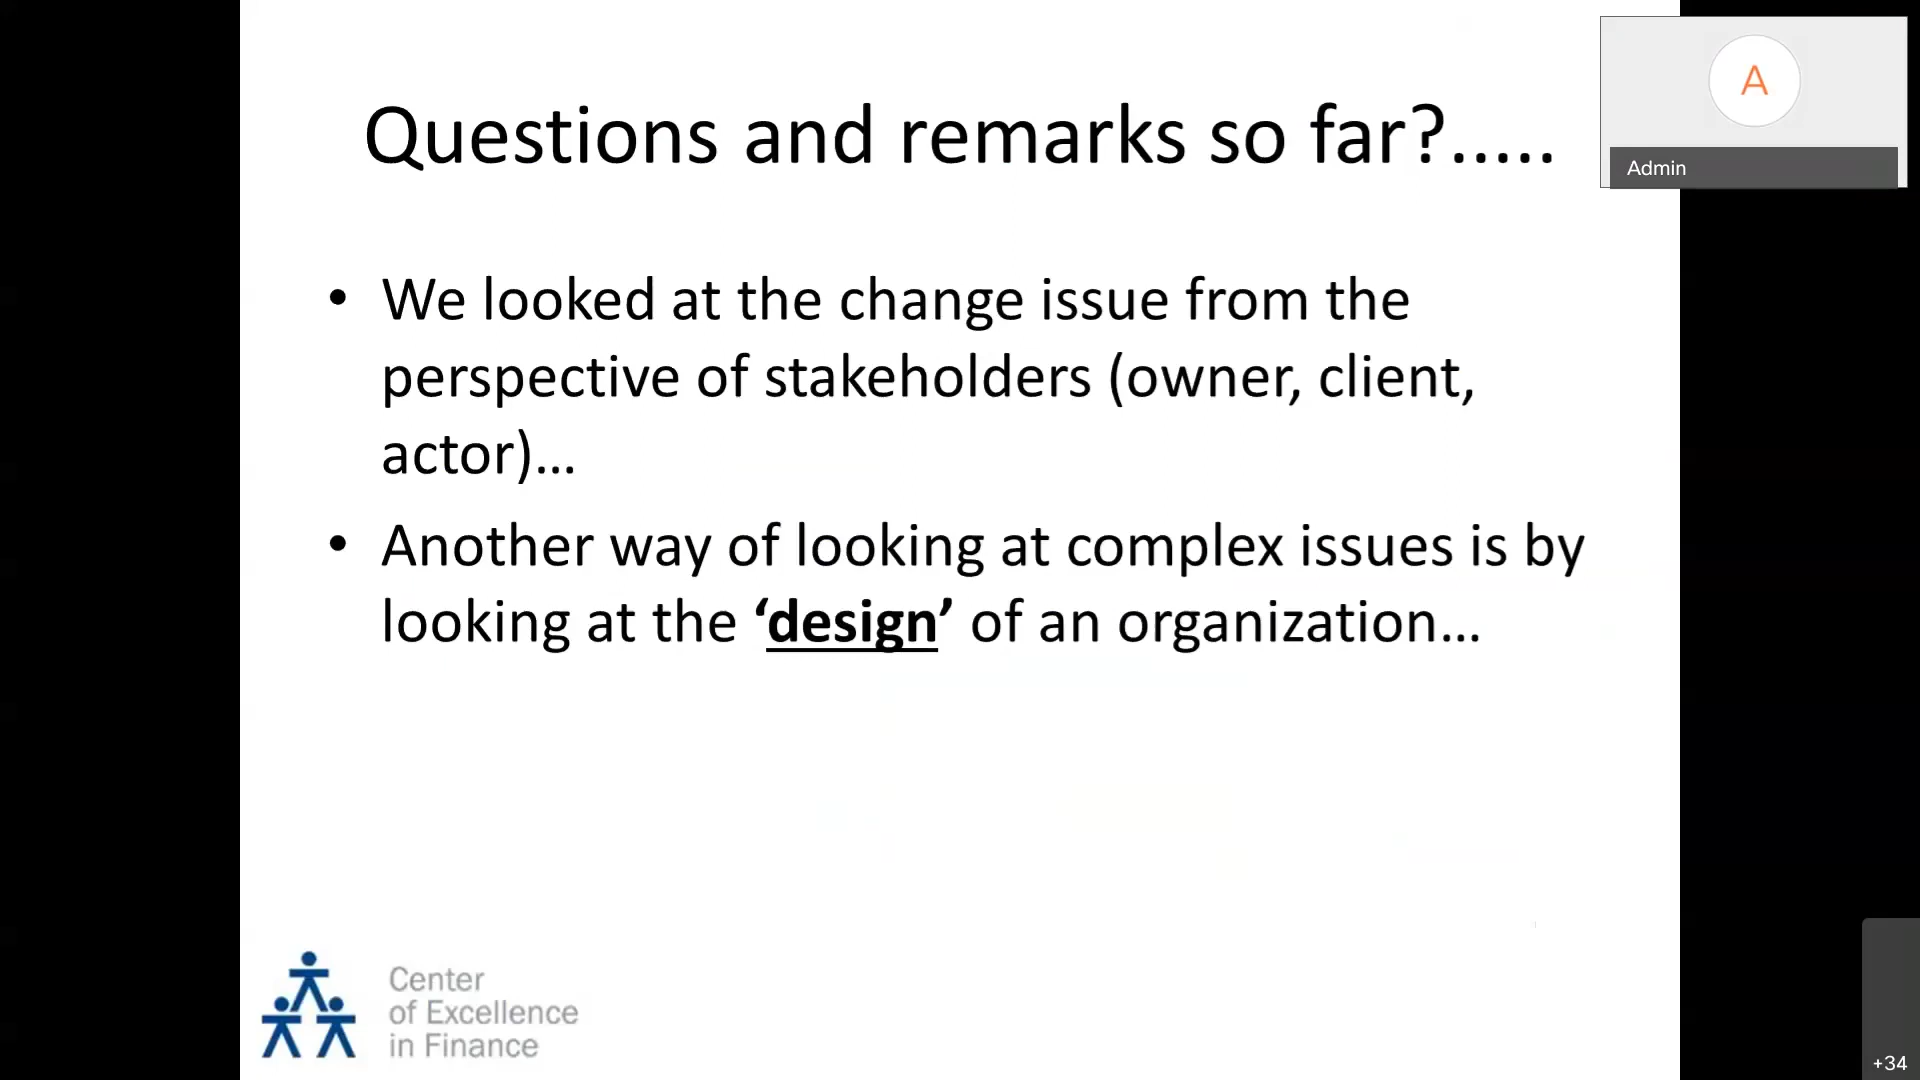 Questions and remarks so far?.....
A
Admin
• We looked at the change issue from the
perspective of stakeholders (owner, client,
actor)...
• Another way of looking at complex issues is by
looking at the ‘design’ of an organization...
Center
of Excellence
in Finance
+34